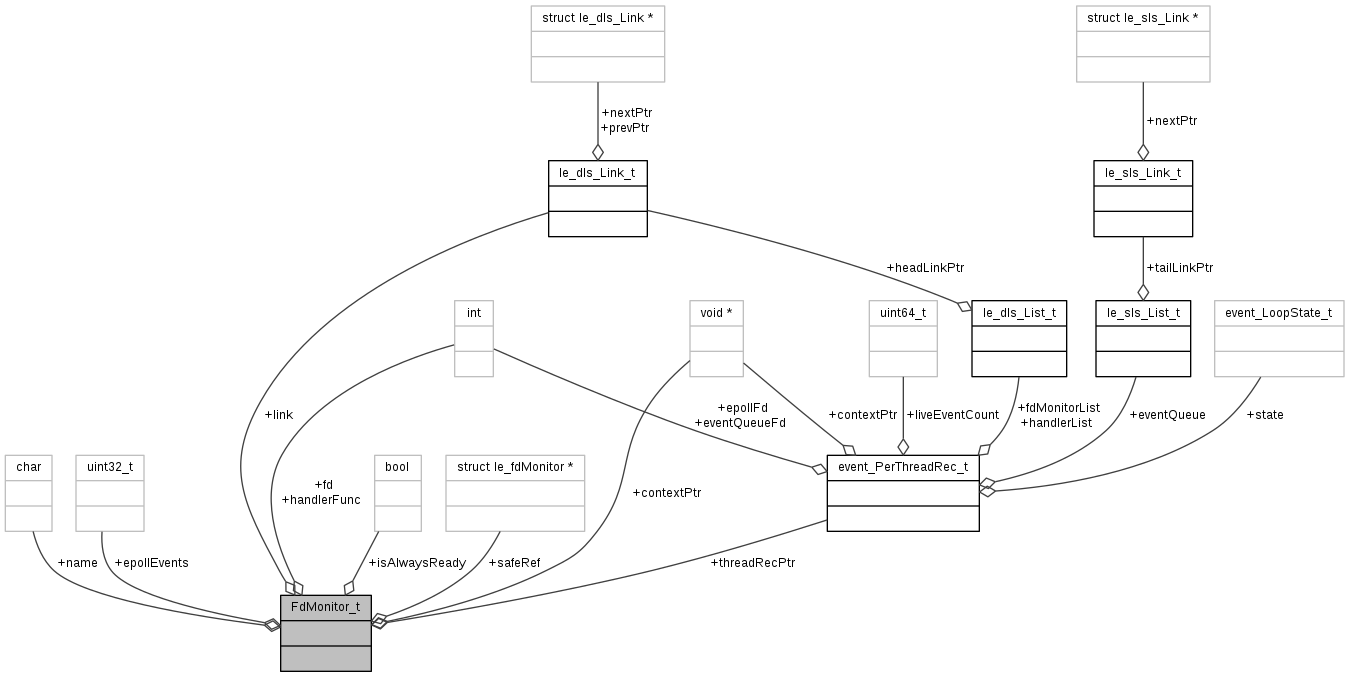 struct le_dls_Link *
struct le_sls_Link *
+nextPtr
+prevPtr
+nextPtr
le_dls_Link_t
le_sls_Link_t
+headLinkPtr
+tailLinkPtr
int
void *
uint64_t
le_dls_List_t
le_sls_List_t
event_LoopState_t
+link
+epollFd
+eventQueueFd
+contextPtr
+liveEventCount
+fdMonitorList
+handlerList
+eventQueue
+state
char
uint32_t
bool
struct le_fdMonitor *
event_PerThreadRec_t
+fd
+handlerFunc
+contextPtr
+name
+epollEvents
+isAlwaysReady
+safeRef
+threadRecPtr
FdMonitor_t